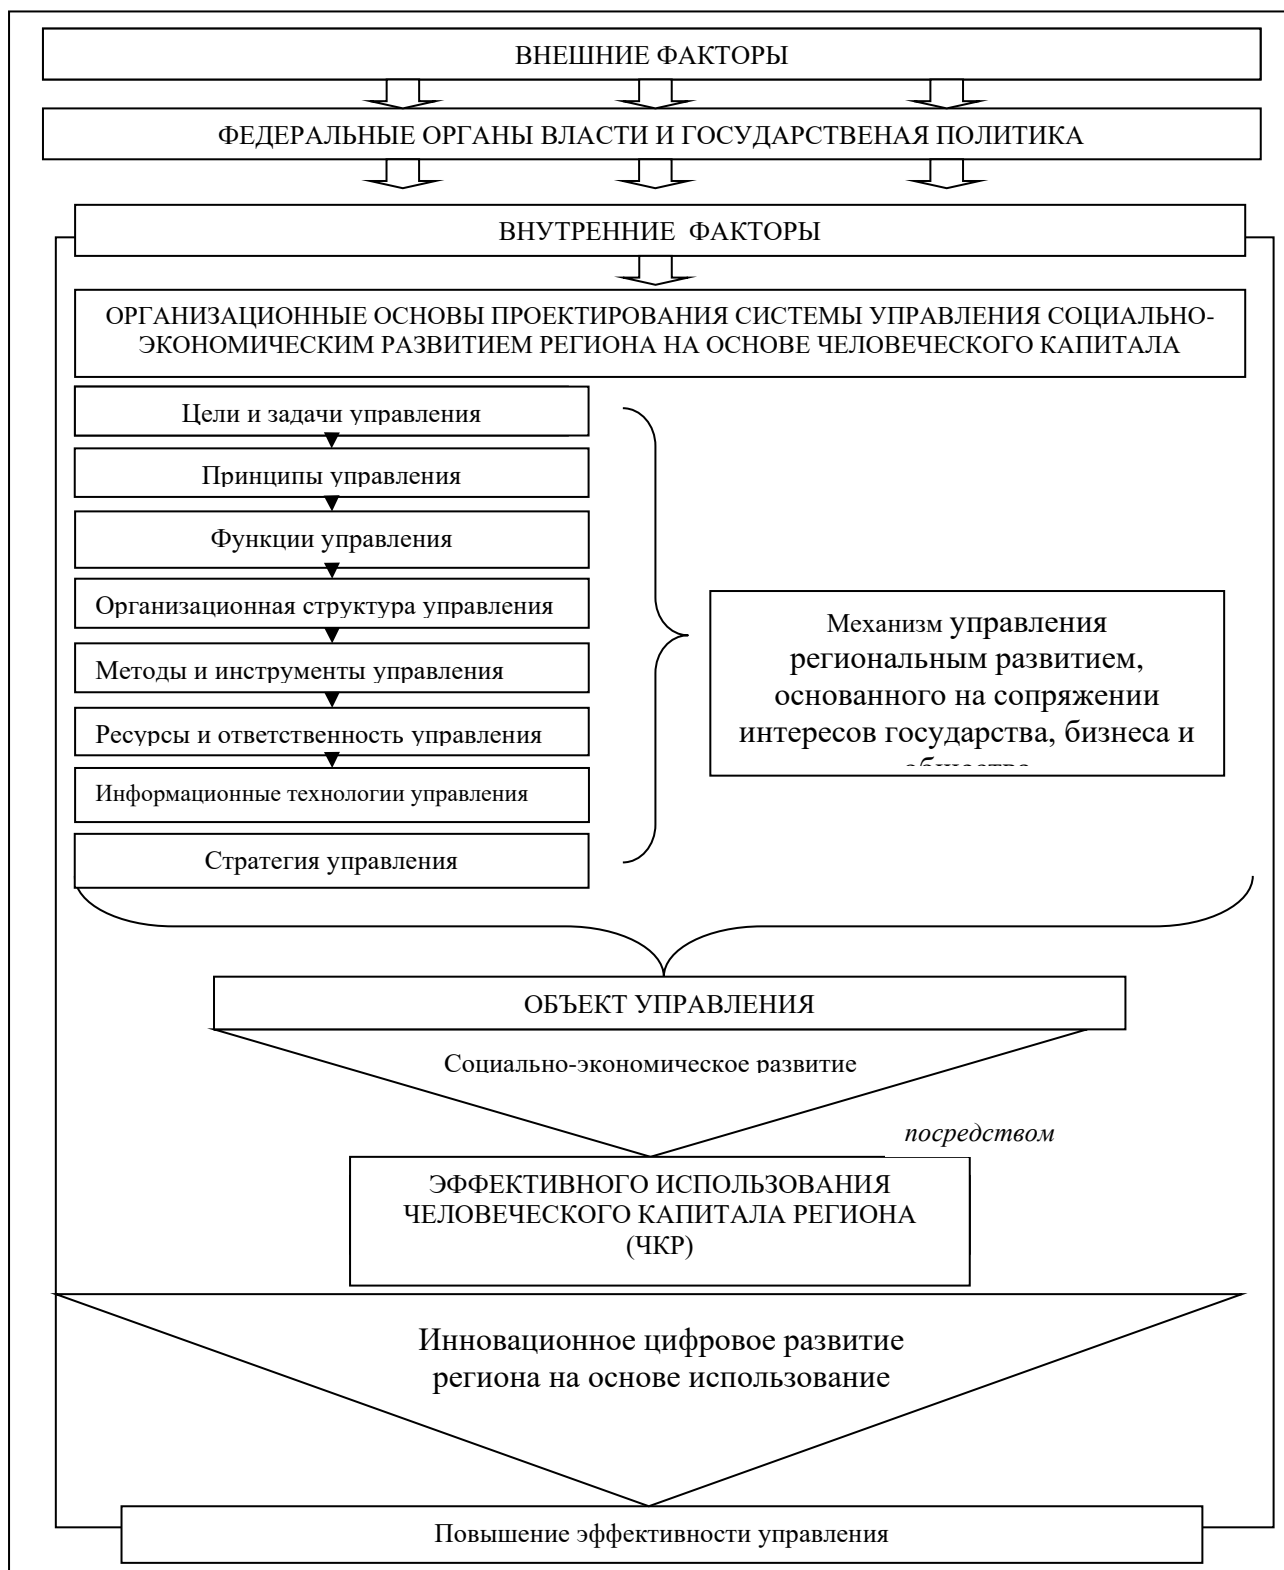 ВНЕШНИЕ ФАКТОРЫ
ФЕДЕРАЛЬНЫЕ ОРГАНЫ ВЛАСТИ И ГОСУДАРСТВЕНАЯ ПОЛИТИКА
ВНУТРЕННИЕ ФАКТОРЫ
ОРГАНИЗАЦИОННЫЕ ОСНОВЫ ПРОЕКТИРОВАНИЯ СИСТЕМЫ УПРАВЛЕНИЯ СОЦИАЛЬНО-
ЭКОНОМИЧЕСКИМ РАЗВИТИЕМ РЕГИОНА НА ОСНОВЕ ЧЕЛОВЕЧЕСКОГО КАПИТАЛА
Цели и задачи управления
Принципы управления
Функции управления
Организационная структура управления
Методы и инструменты управления
Ресурсы и ответственность управления
Информационные технологии управления
Стратегия управления
Механизм управления
региональным развитием,
основанного на сопряжении
интересов государства, бизнеса и
ОБЪЕКТ УПРАВЛЕНИЯ
Социально-экономическое развитие
посредством
ЭФФЕКТИВНОГО ИСПОЛЬЗОВАНИЯ
ЧЕЛОВЕЧЕСКОГО КАПИТАЛА РЕГИОНА
(ЧКР)
Инновационное цифровое развитие
региона на основе использование
Повышение эффективности управления